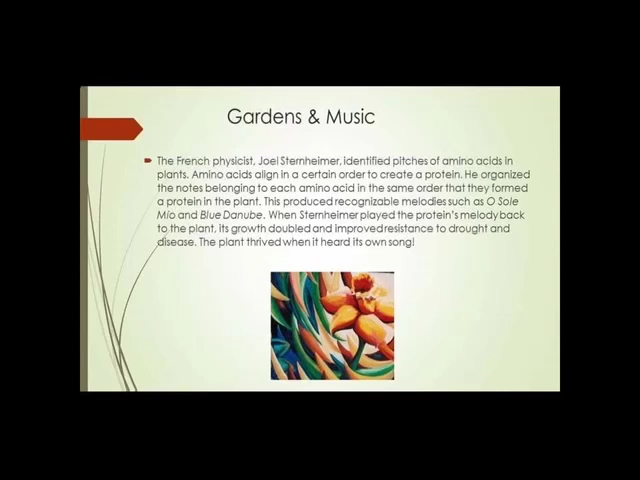 Gardens & Music
The French physicist, Joel Sternheimer, identified pitches of amino acids in
plants. Amino acids align in a certain order to create a protein. He organized
the notes belonging to each amino acid in the same order that they formed
a protein in the plant. This produced recognizable melodies such as O Sole
Mio and Blue Danube. When Sternheimer played the protein's melody back
to the plant, its growth doubled and improved resistance to drought and
disease. The plant thrived when it heard its own song!